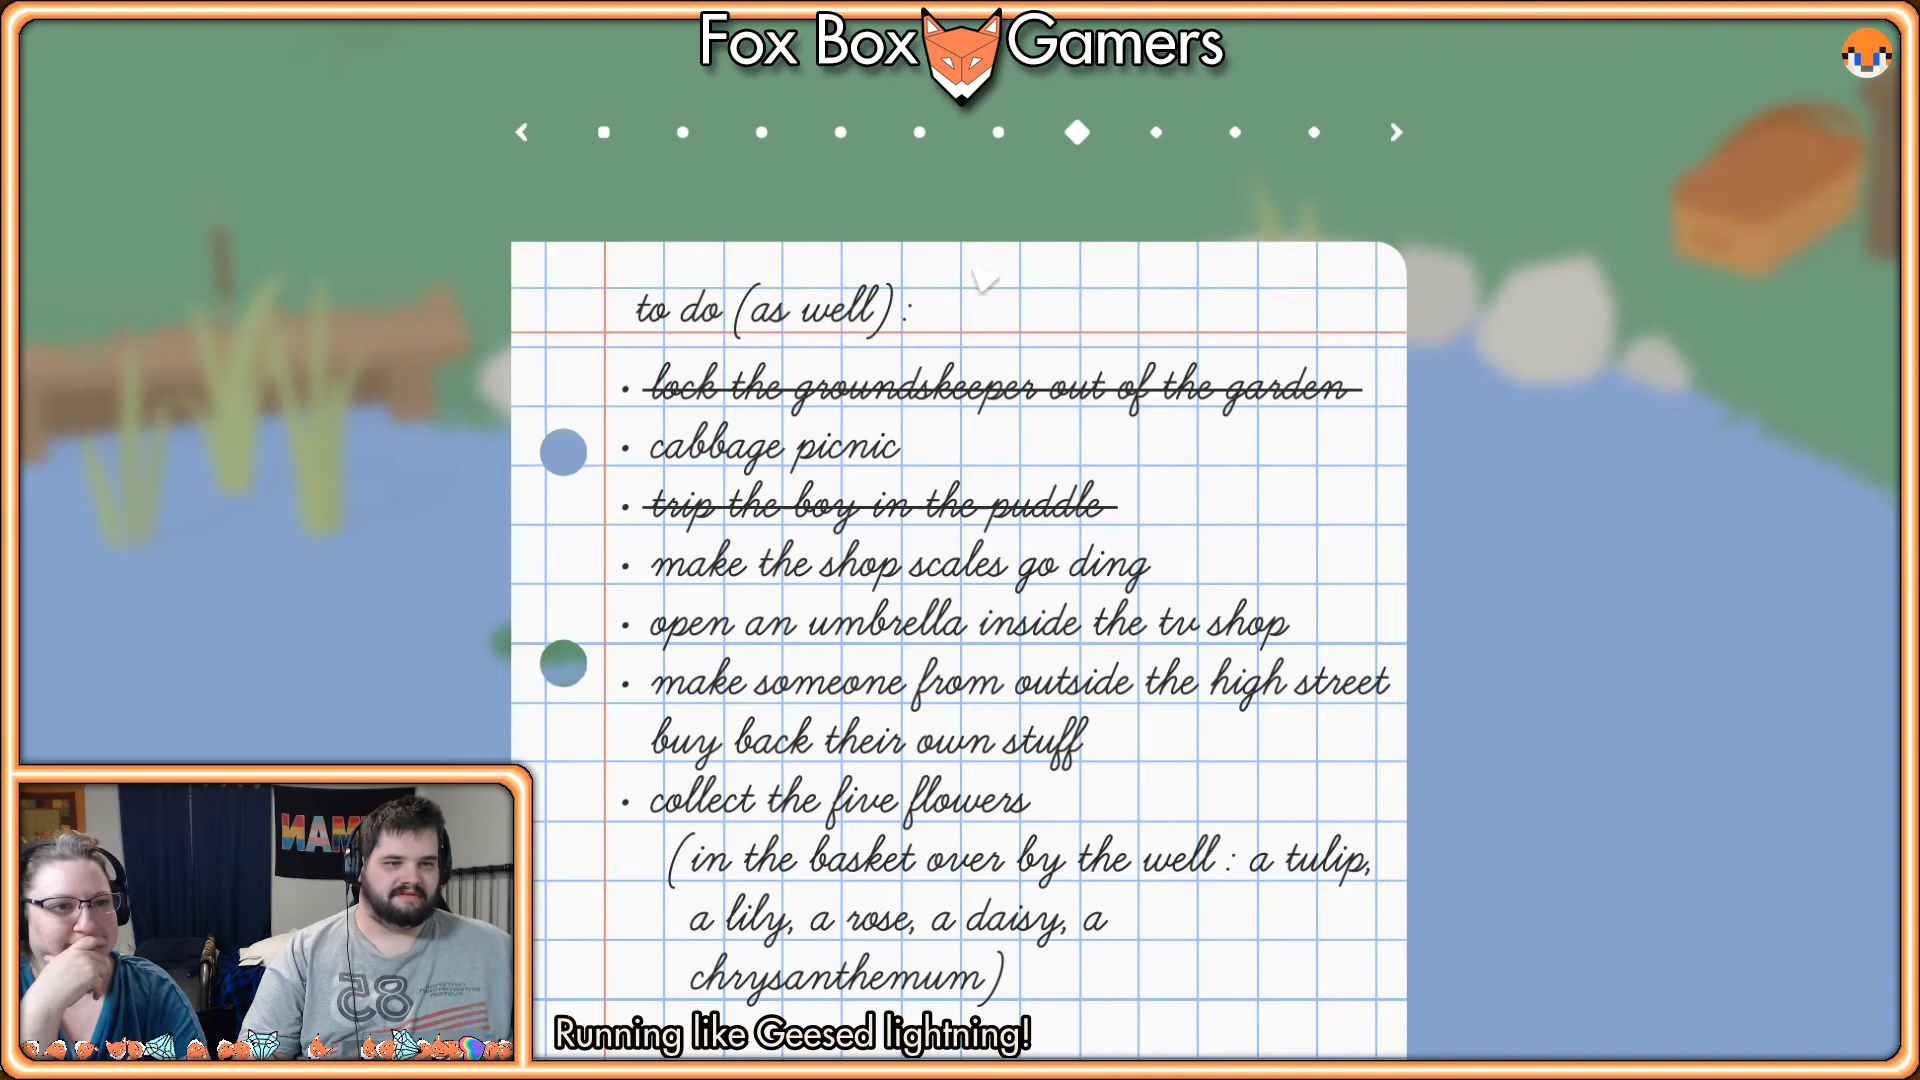 Fox Box Gamers
to do (as well) :
• lock the groundskeeper out of the garden
• cabbage picnic
• trip the boy in the puddle
• make the shop scales go ding
• open an umbrella inside the tv shop
• make someone from outside the high street
buy back their own stuff
• collect the five flowers
(in the basket over by the well : a tulip,
a lily, a rose, a daisy, a
chrysanthemum)
85
Running like Geesed lightning!